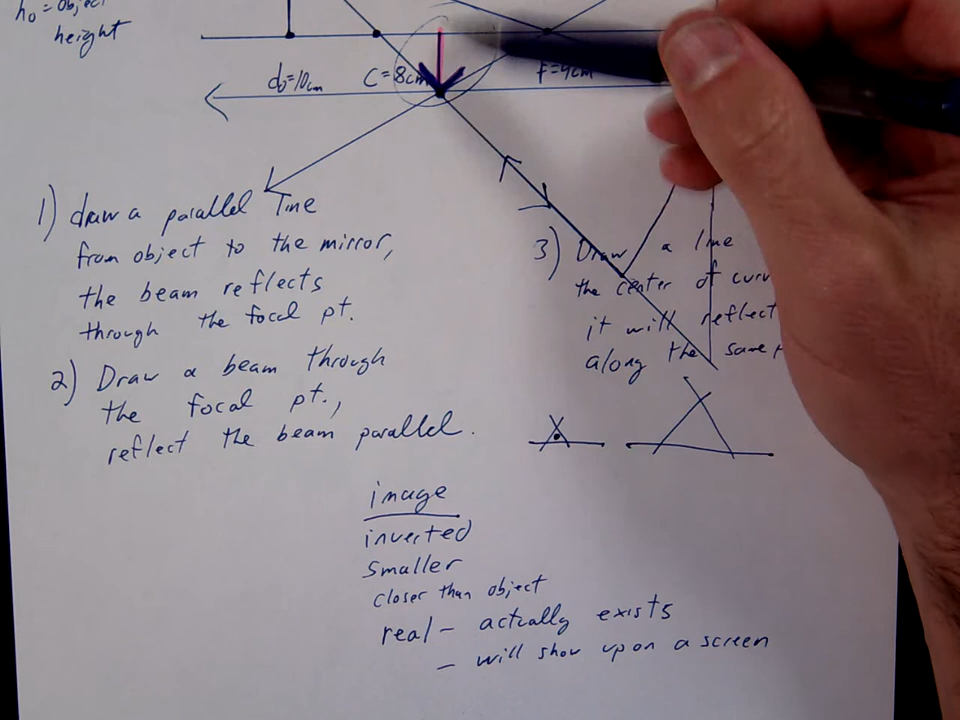 h₀ = object
height
d₀=10cm C=8cm F=4cm
1) draw a parallel line
from object to the mirror,
the beam reflects
through the focal pt.
2) Draw a beam through
the focal pt.,
reflect the beam parallel.
3) Draw a line
the center of curv
it will reflect
along the same
image
inverted
smaller
closer than object
real - actually exists
- will show upon a screen